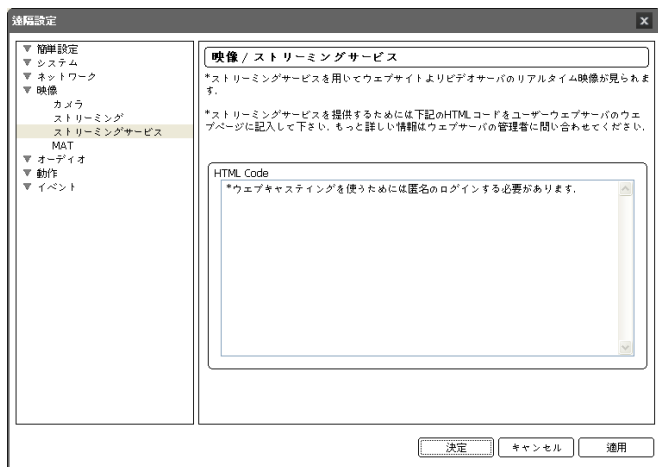 遠隔設定
簡単設定
システム
ネットワーク
映像
カメラ
ストリーミング
ストリーミングサービス
MAT
オーディオ
動作
イベント
映像 / ストリーミングサービス
*ストリーミングサービスを用いてウェブサイトよりビデオサーバのリアルタイム映像が見られま
す.
*ストリーミングサービスを提供するためには下記のHTMLコードをユーザーウェブサーバのウェ
ブページに記入して下さい. もっと詳しい情報はウェブサーバの管理者に問い合わせてください.
HTML Code
*ウェブキャスティングを使うためには匿名のログインする必要があります.
決定
キャンセル
適用